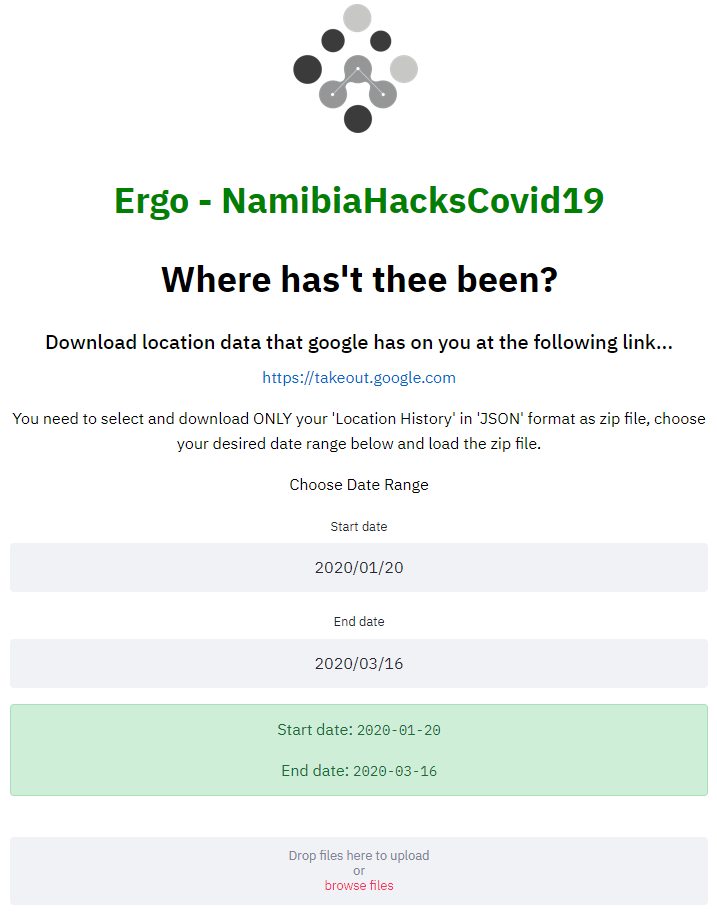 Ergo - NamibiaHacksCovid19
Where has't thee been?
Download location data that google has on you at the following link...
https://takeout.google.com
You need to select and download ONLY your 'Location History' in 'JSON' format as zip file, choose
your desired date range below and load the zip file.
Choose Date Range
Start date
2020/01/20
End date
2020/03/16
Start date: 2020-01-20
End date: 2020-03-16
Drop files here to upload
or
browse files